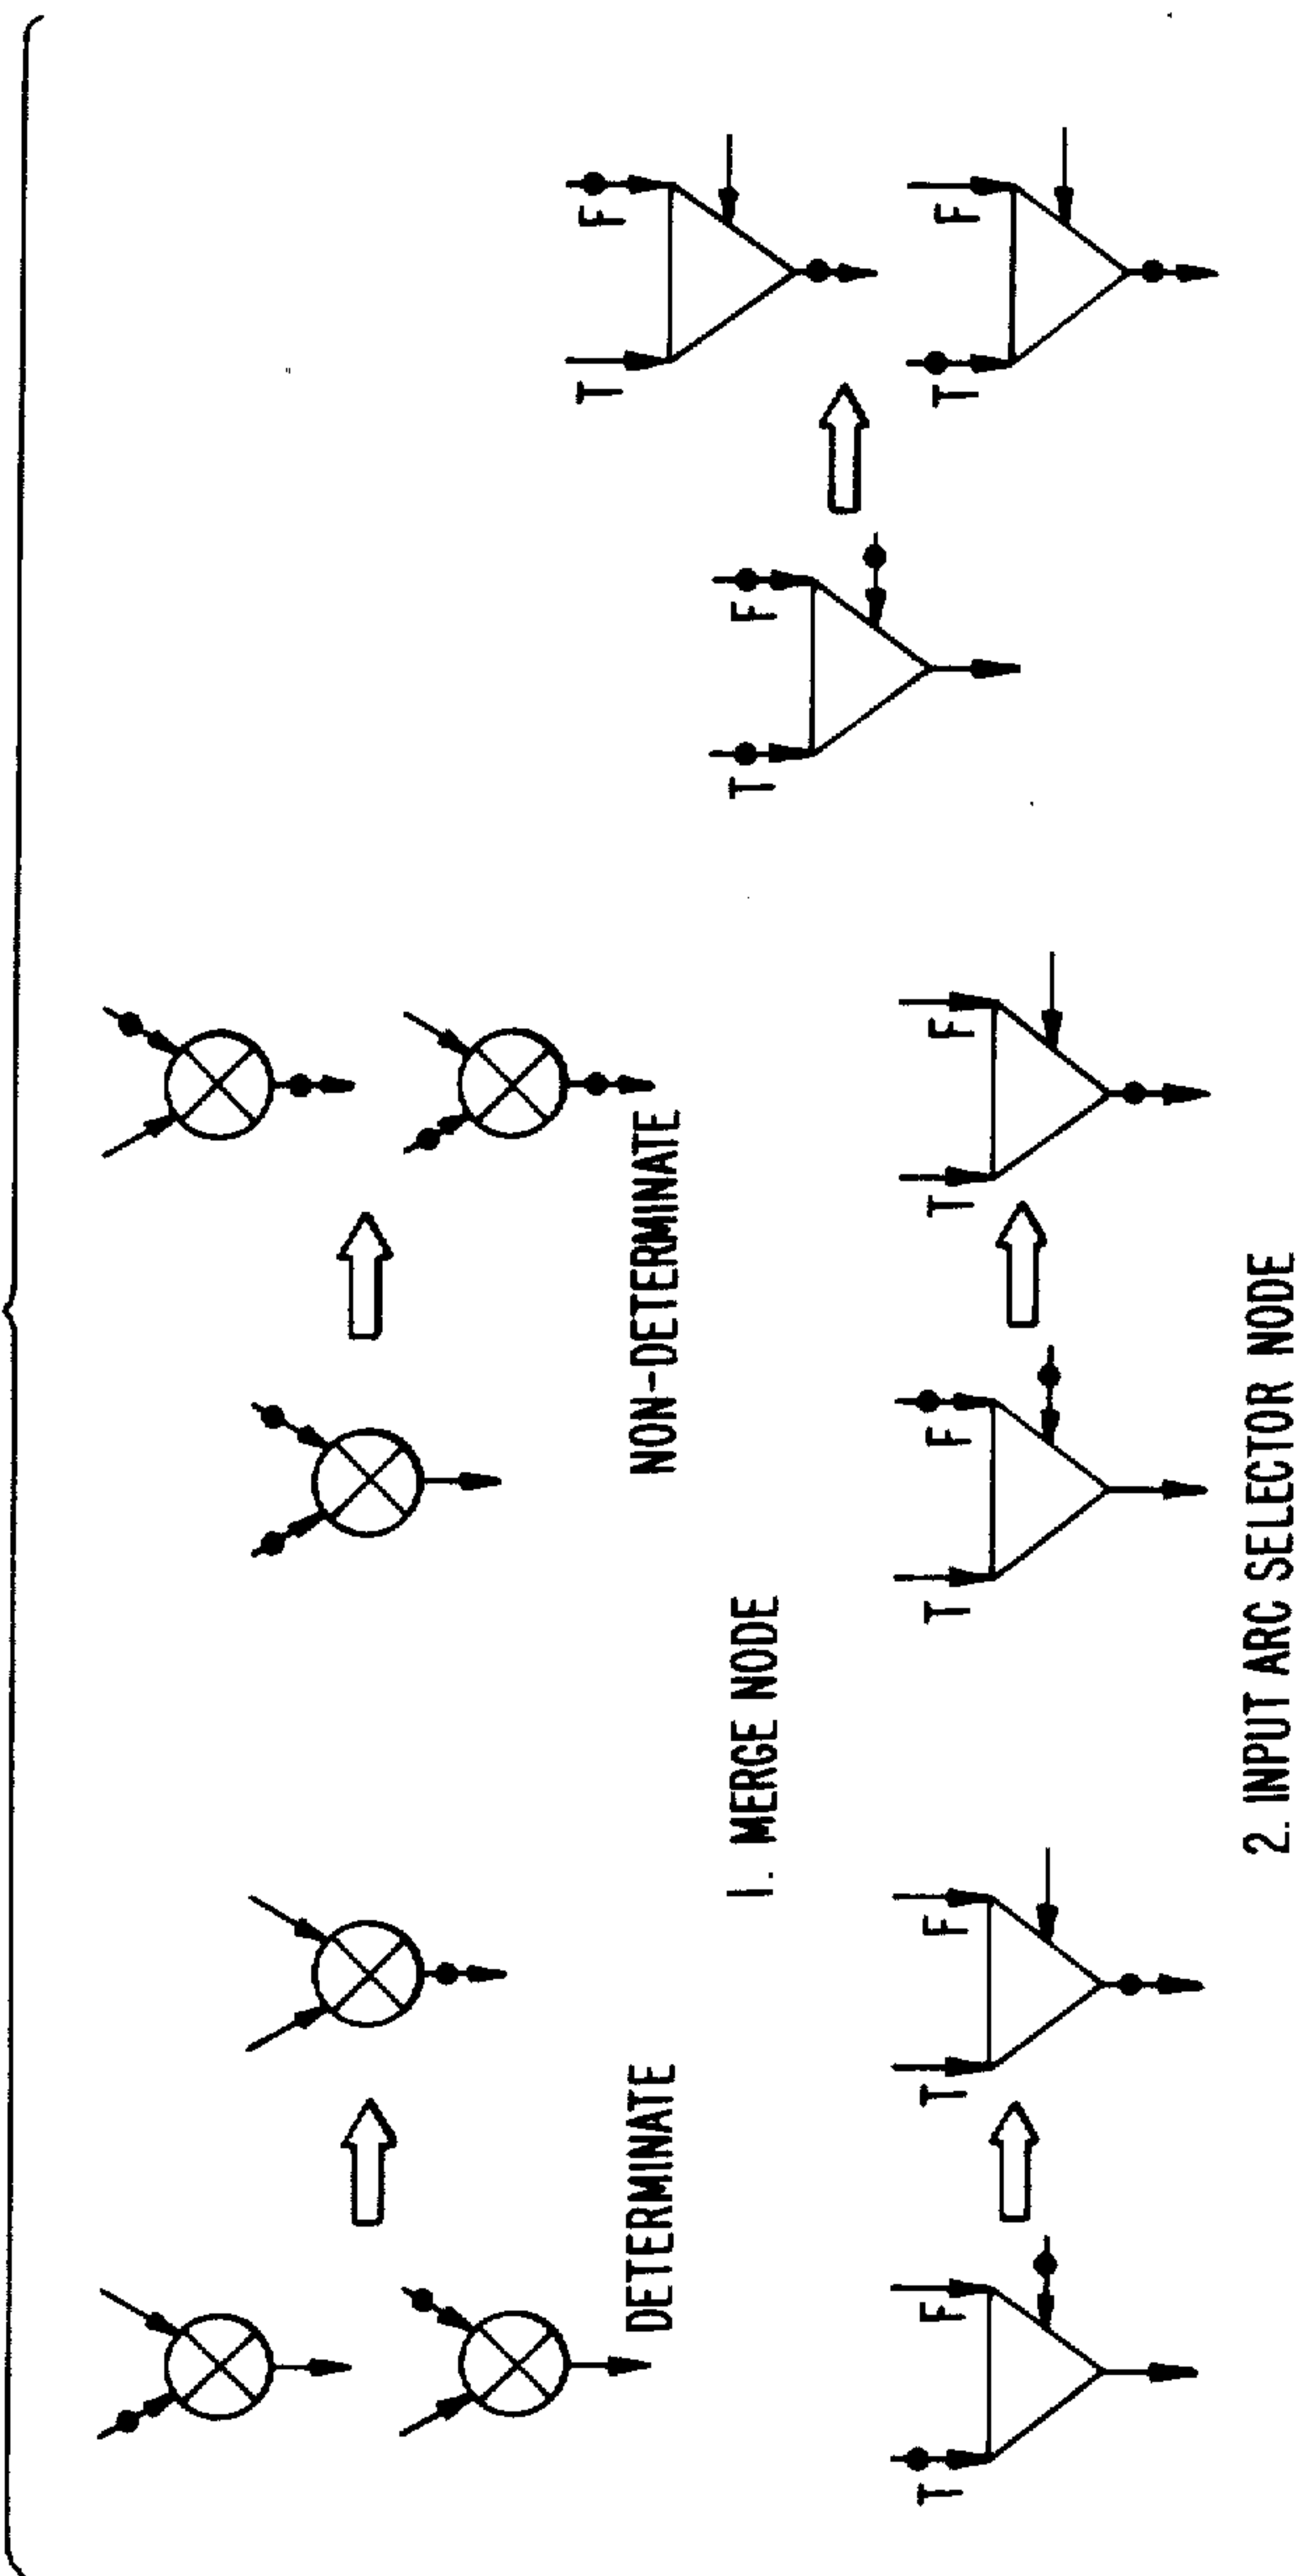 DETERMINATE
NON-DETERMINATE
1. MERGE NODE
T F
T F
T F
T F
T F
T F
T F
2. INPUT ARC SELECTOR NODE